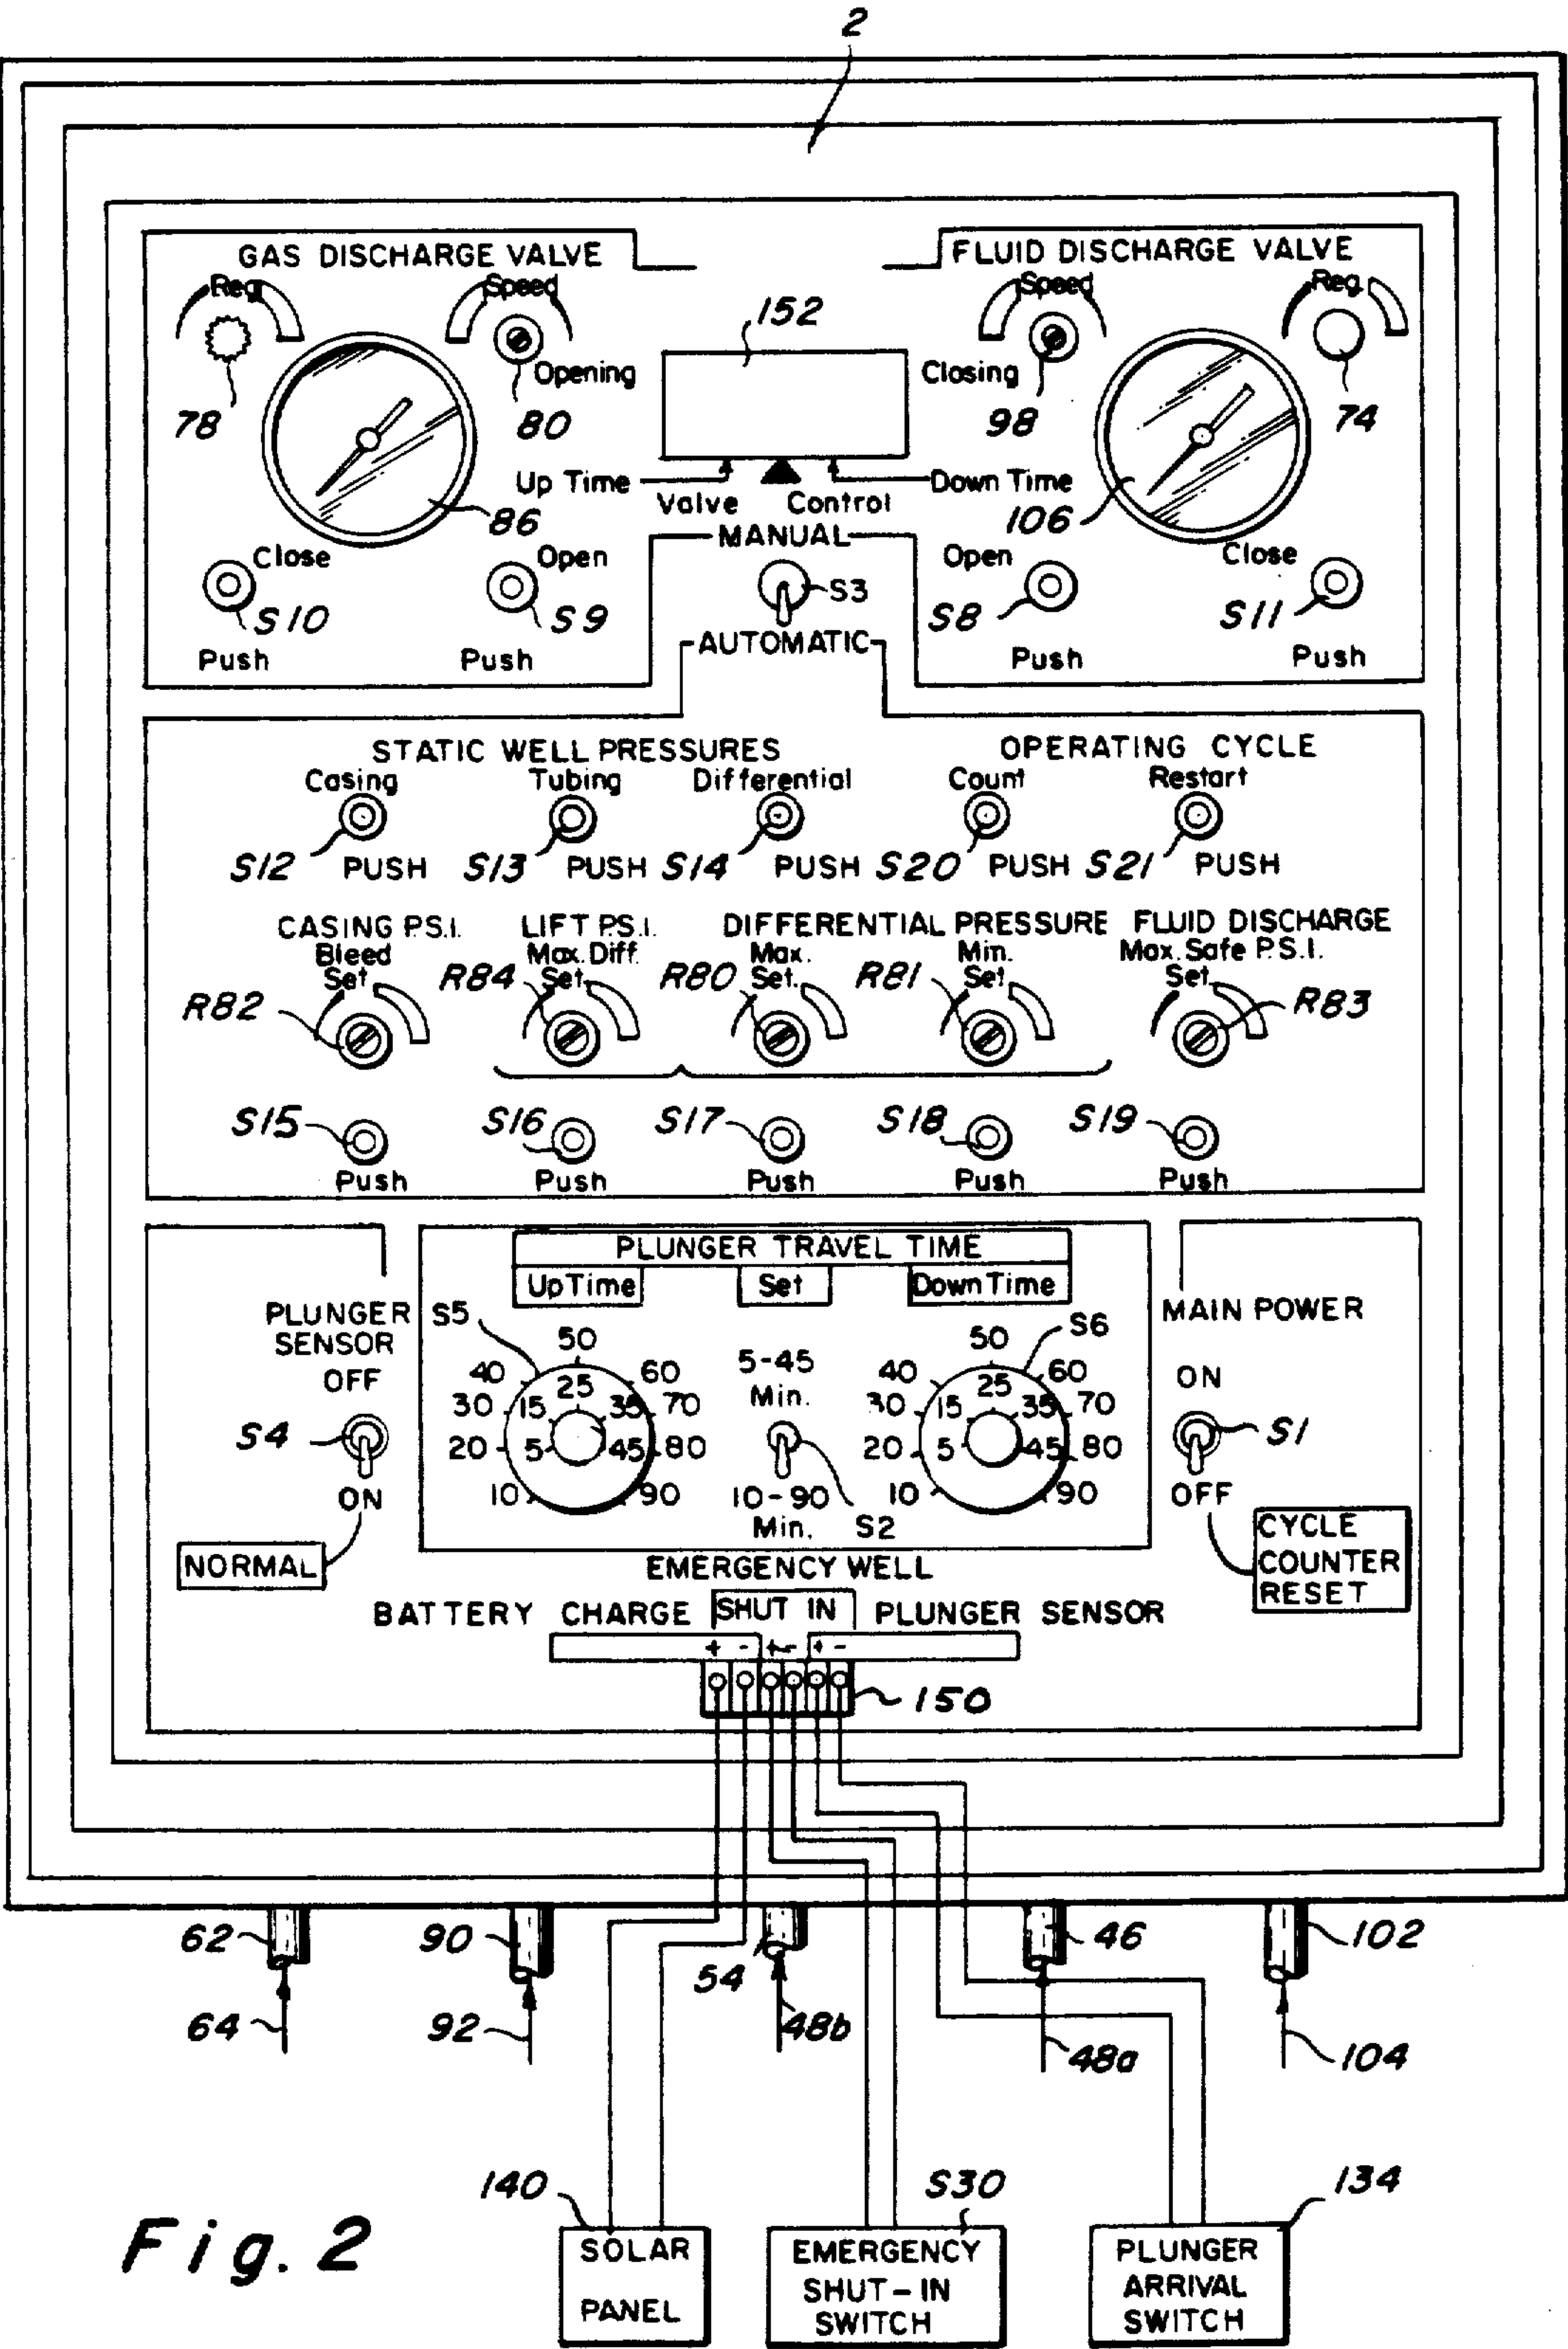 2
GAS DISCHARGE VALVE
FLUID DISCHARGE VALVE
Reg.
Speed
Speed
Reg.
152
Opening
Closing
78
80
98
74
Up Time
Down Time
Valve
Control
86
106
MANUAL
Close
Open
Open
Close
S3
S10
S9
S8
S11
AUTOMATIC
Push
Push
Push
Push
STATIC WELL PRESSURES
OPERATING CYCLE
Casing
Tubing
Differential
Count
Restart
S12 PUSH S13 PUSH S14 PUSH S20 PUSH S21 PUSH
CASING P.S.I.
LIFT P.S.I.
DIFFERENTIAL PRESSURE
FLUID DISCHARGE
Bleed
Max. Diff.
Max.
Min.
Max. Safe P.S.I.
Set
R84
Set.
R80
Set.
R81
Set.
Set.
R82
R83
S15
S16
S17
S18
S19
Push
Push
Push
Push
Push
PLUNGER TRAVEL TIME
Up Time
Set
Down Time
PLUNGER
SENSOR
S5
S6
MAIN POWER
OFF
50
5-45
50
ON
40
60
Min.
40
60
25
25
30
15
35
70
30
15
35
70
S4
20
5
45
80
20
5
45
80
S1
ON
10
90
10-90
10
90
OFF
Min.
S2
NORMAL
CYCLE
COUNTER
RESET
EMERGENCY WELL
BATTERY CHARGE SHUT IN PLUNGER SENSOR
+ - + - + -
150
62
90
54
46
102
64
92
48b
48a
104
140
S30
134
Fig. 2
SOLAR
PANEL
EMERGENCY
SHUT-IN
SWITCH
PLUNGER
ARRIVAL
SWITCH